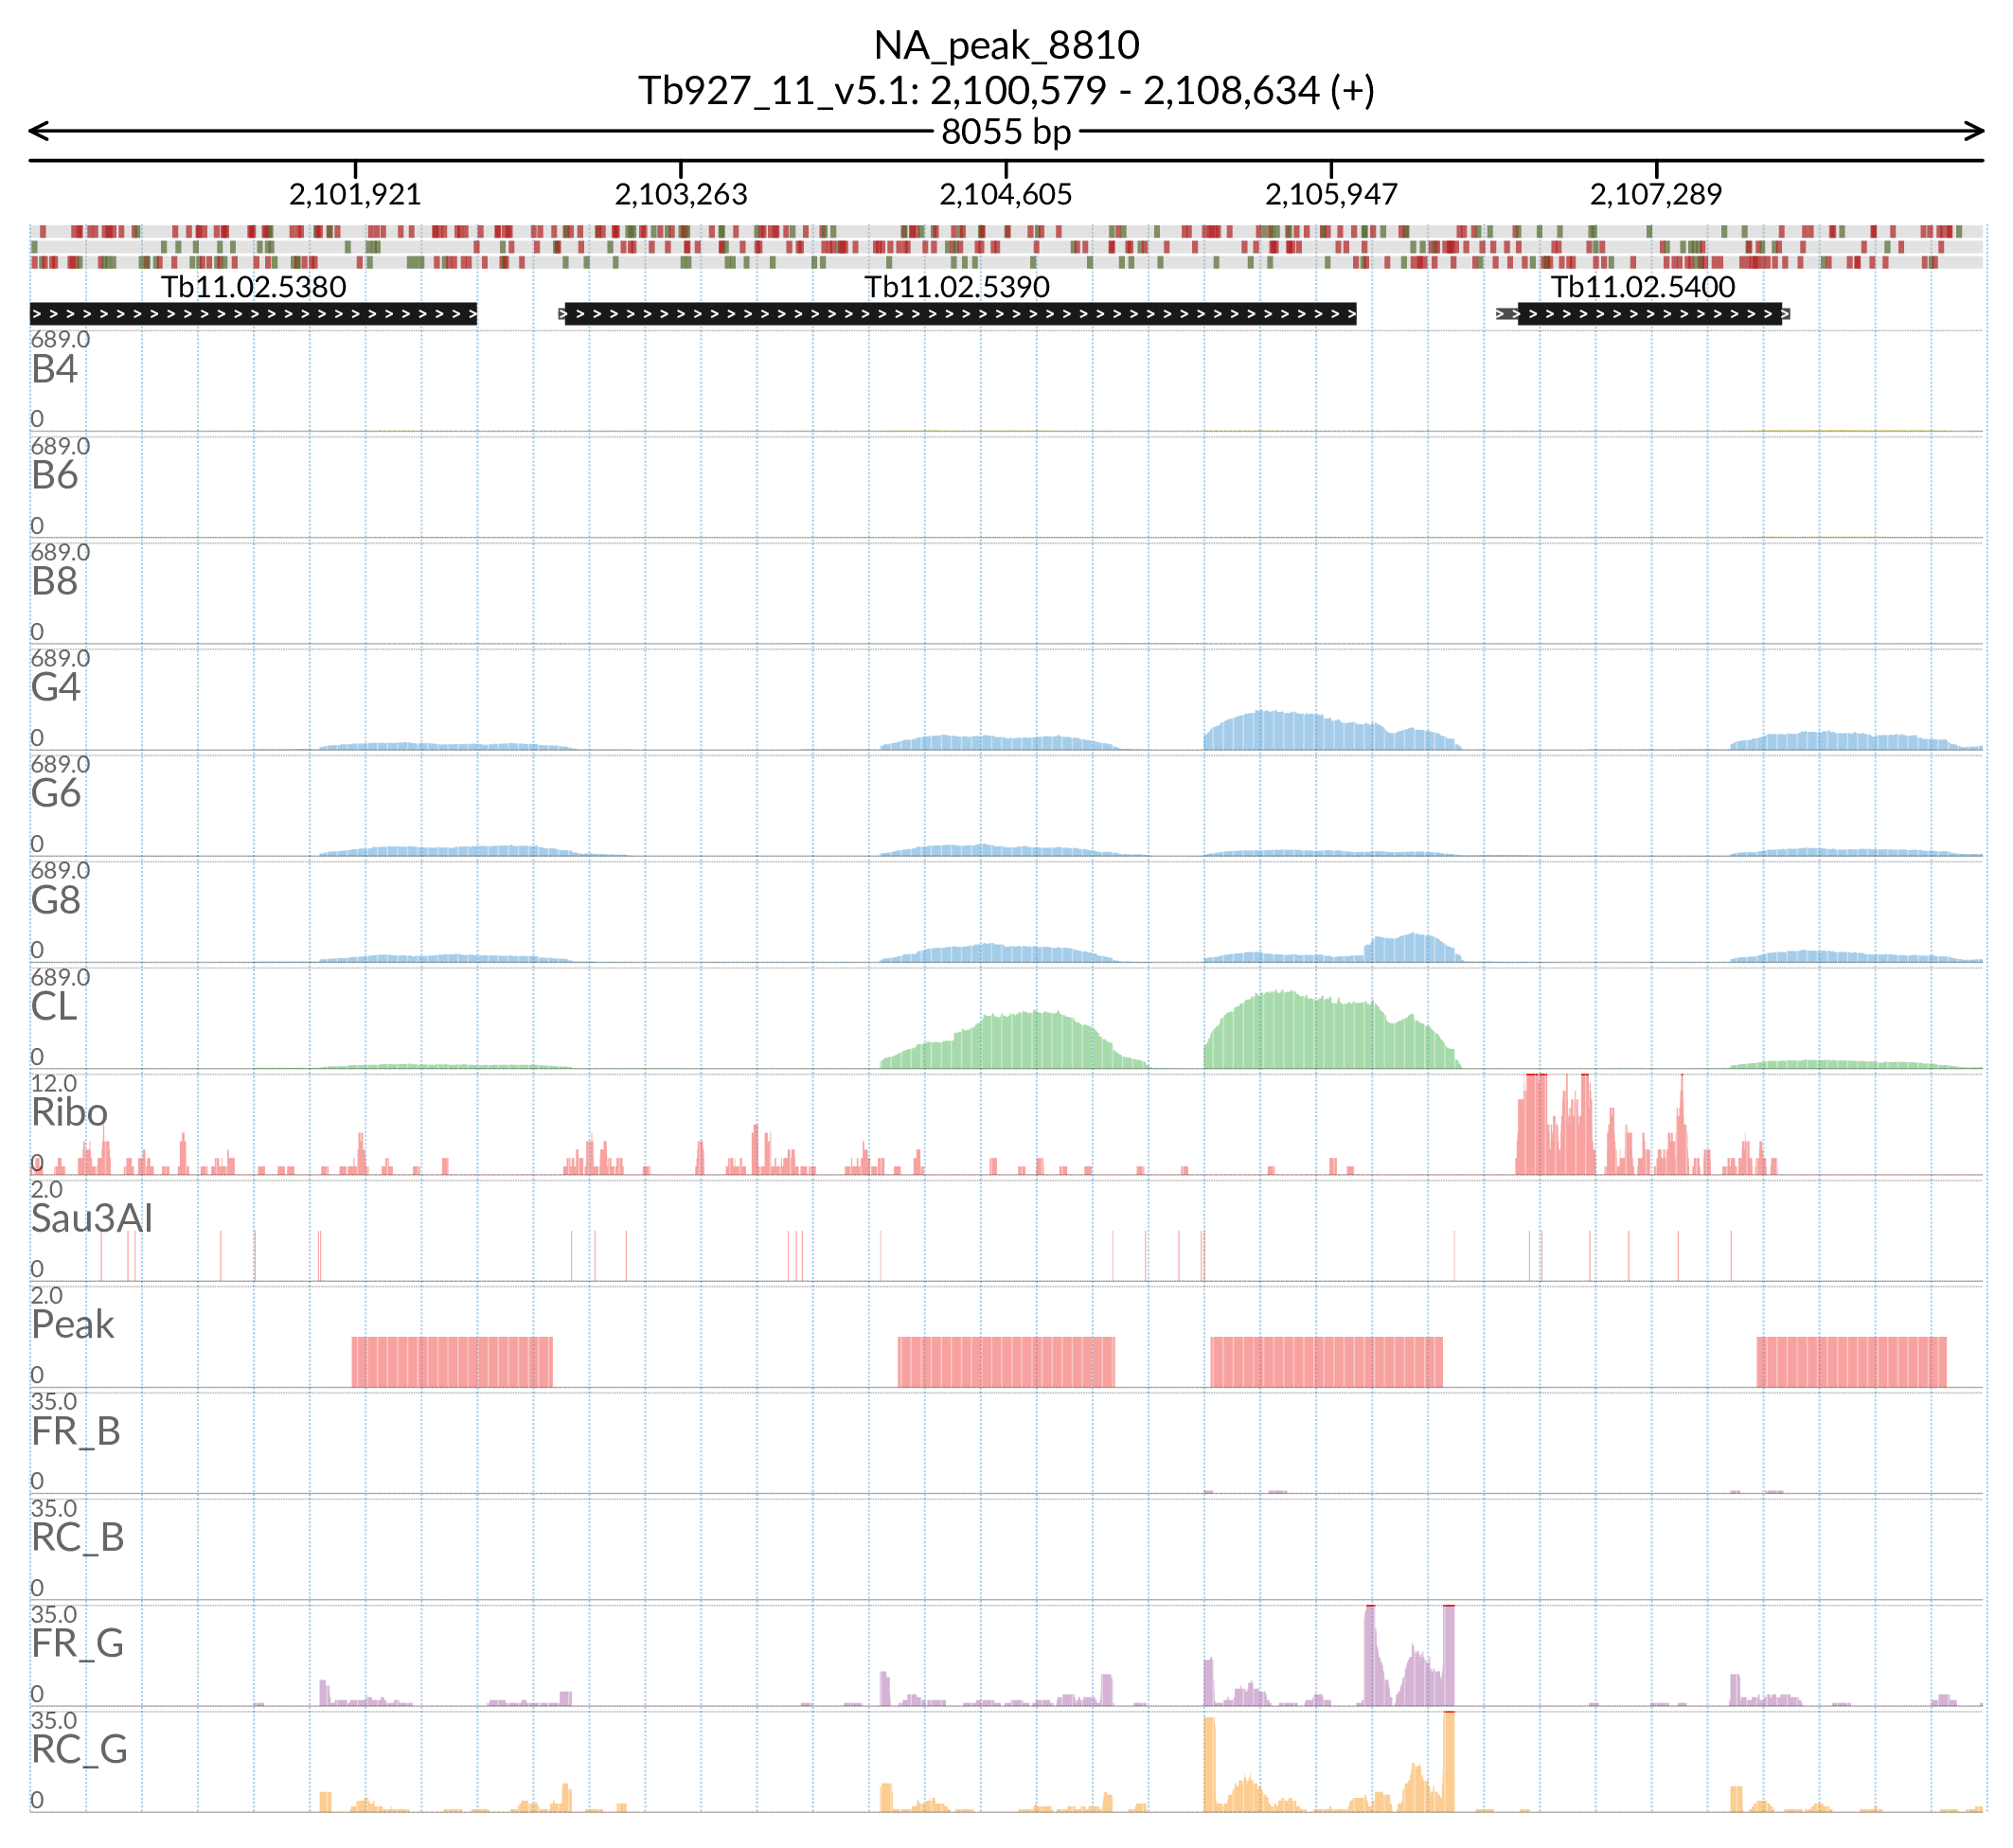 NA_peak_8810
Tb927_11_v5.1: 2,100,579 - 2,108,634 (+)
8055 bp
2,101,921 2,103,263 2,104,605 2,105,947 2,107,289
Tb11.02.5380 Tb11.02.5390 Tb11.02.5400
689.0
B4
0
689.0
B6
0
689.0
B8
0
689.0
G4
0
689.0
G6
0
689.0
G8
0
689.0
CL
0
12.0
Ribo
0
2.0
Sau3AI
0
2.0
Peak
0
35.0
FR_B
0
35.0
RC_B
0
35.0
FR_G
0
35.0
RC_G
0